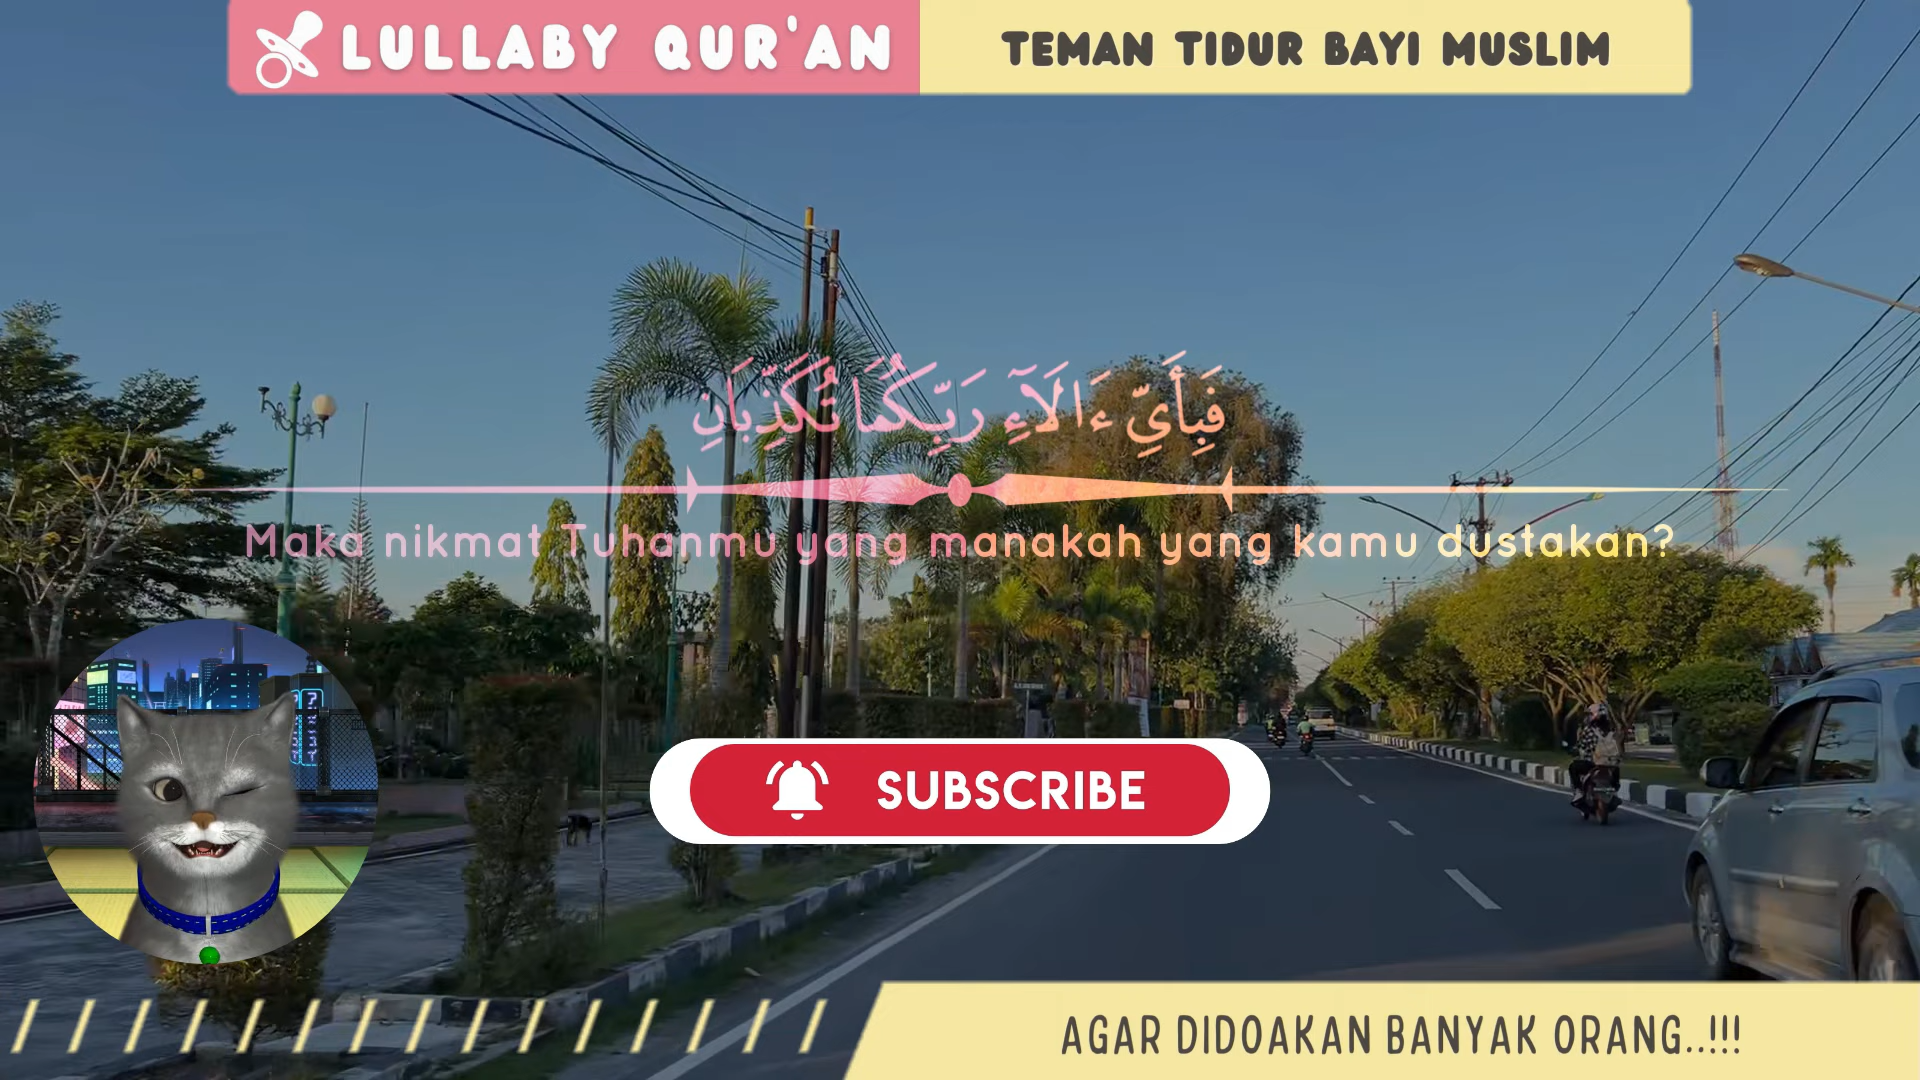 LULLABY QUR'AN
TEMAN TIDUR BAYI MUSLIM
فَبِأَيِّ ءَالَآءِ رَبِّكُمَا تُكَذِّبَانِ
Maka nikmat Tuhanmu yang manakah yang kamu dustakan?
SUBSCRIBE
AGAR DIDOAKAN BANYAK ORANG..!!!